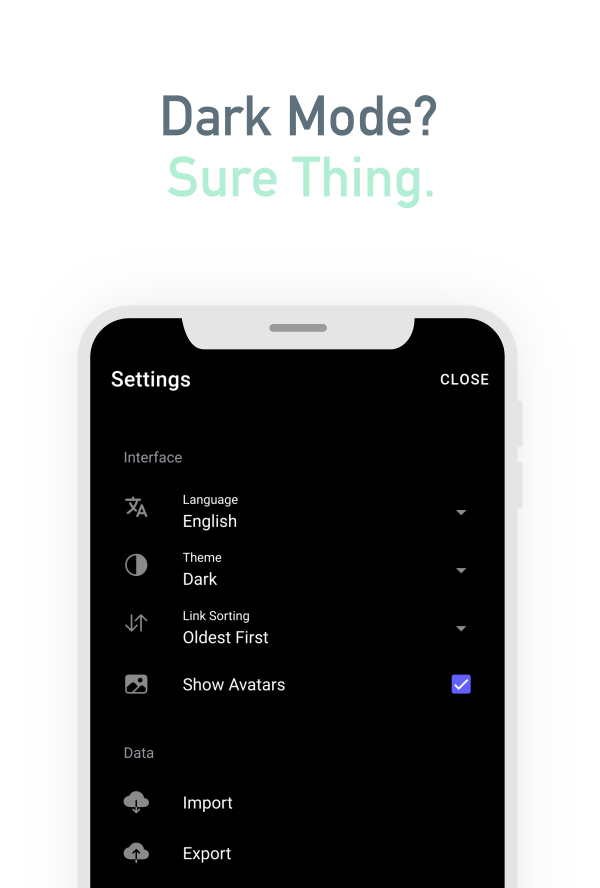 Dark Mode?
Sure Thing.
Settings
CLOSE
Interface
Language
English
Theme
Dark
Link Sorting
Oldest First
Show Avatars
Data
Import
Export